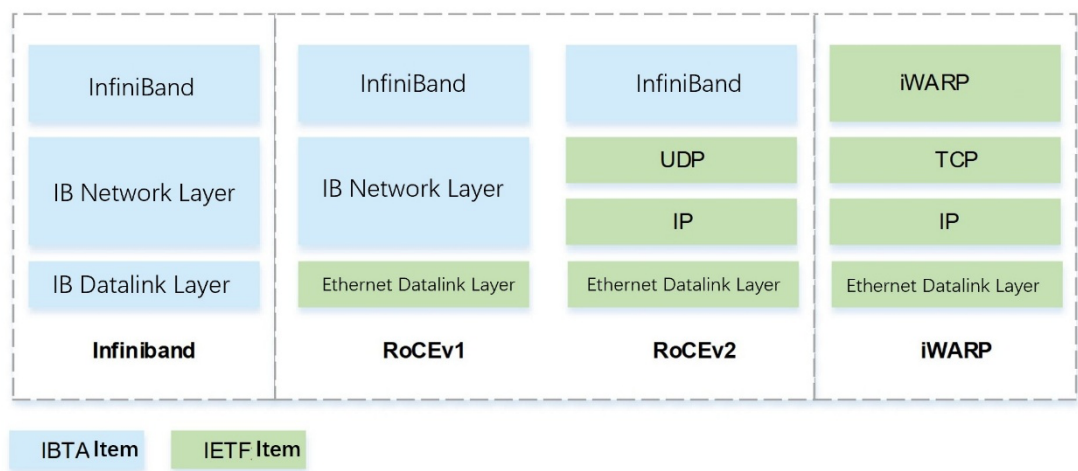 InfiniBand InfiniBand InfiniBand iWARP
UDP TCP
IB Network Layer IB Network Layer
IP IP
IB Datalink Layer Ethernet Datalink Layer Ethernet Datalink Layer Ethernet Datalink Layer
Infiniband RoCEv1 RoCEv2 iWARP
IBTA Item IETF Item